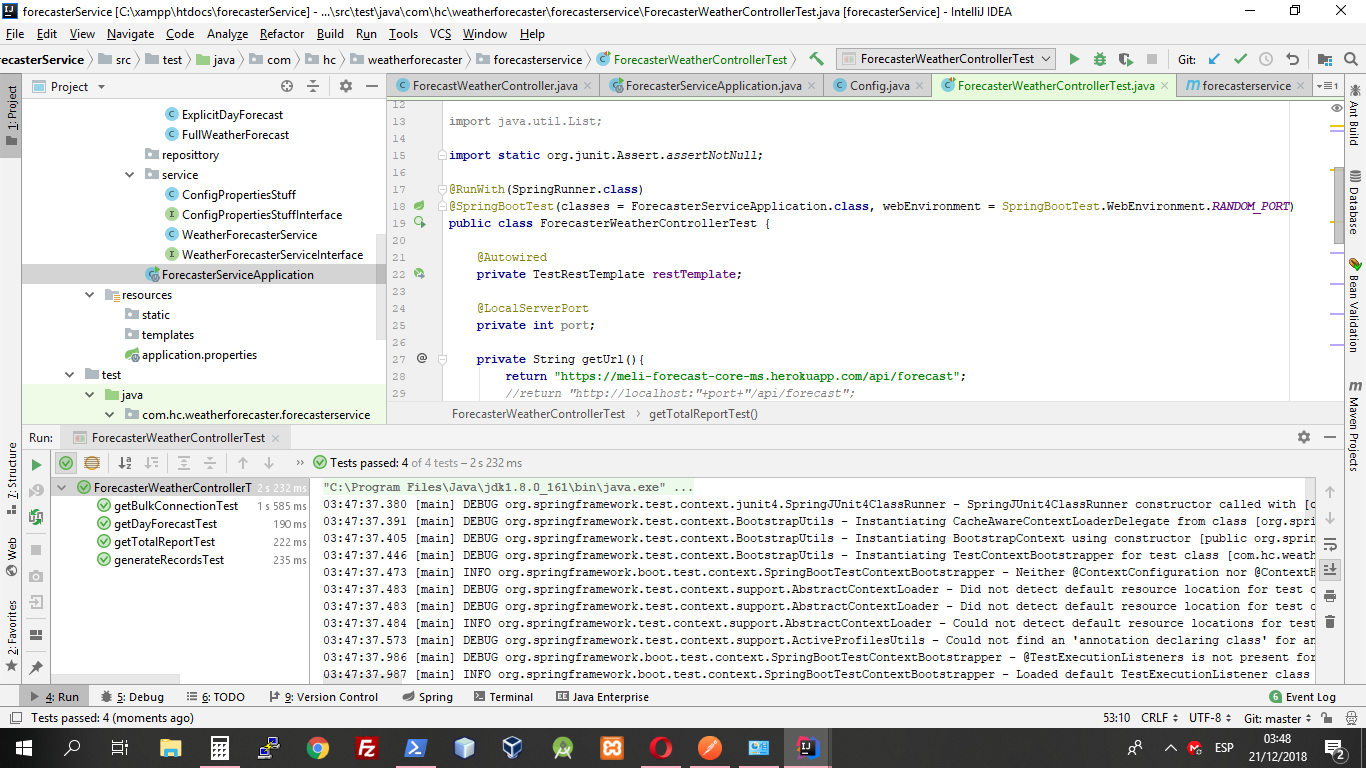 forecasterService [C:\xampp\htdocs\forecasterService] - ...\src\test\java\com\hc\weatherforecaster\forecasterservice\ForecasterWeatherControllerTest.java [forecasterService] - IntelliJ IDEA
File Edit View Navigate Code Analyze Refactor Build Run Tools VCS Window Help
recasterService src test java com hc weatherforecaster forecasterservice ForecasterWeatherControllerTest ForecasterWeatherControllerTest Git:
Project
ForecastWeatherController.java ForecasterServiceApplication.java Config.java ForecasterWeatherControllerTest.java forecasterservice
1: Project
ExplicitDayForecast
FullWeatherForecast
reposittory
service
ConfigPropertiesStuff
ConfigPropertiesStuffInterface
WeatherForecasterService
WeatherForecasterServiceInterface
ForecasterServiceApplication
resources
static
templates
application.properties
test
java
com.hc.weatherforecaster.forecasterservice
12
13 import java.util.List;
14
15 import static org.junit.Assert.assertNotNull;
16
17 @RunWith(SpringRunner.class)
18 @SpringBootTest(classes = ForecasterServiceApplication.class, webEnvironment = SpringBootTest.WebEnvironment.RANDOM_PORT)
19 public class ForecasterWeatherControllerTest {
20
21 @Autowired
22 private TestRestTemplate restTemplate;
23
24 @LocalServerPort
25 private int port;
26
27 private String getUrl(){
28 return "https://meli-forecast-core-ms.herokuapp.com/api/forecast";
29 //return "http://localhost:"+port+"/api/forecast";
ForecasterWeatherControllerTest getTotalReportTest()
Ant Build
Database
Bean Validation
Maven Projects
Run: ForecasterWeatherControllerTest
Tests passed: 4 of 4 tests – 2 s 232 ms
ForecasterWeatherControllerT 2 s 232 ms
getBulkConnectionTest 1 s 585 ms
getDayForecastTest 190 ms
getTotalReportTest 222 ms
generateRecordsTest 235 ms
"C:\Program Files\Java\jdk1.8.0_161\bin\java.exe" ...
03:47:37.380 [main] DEBUG org.springframework.test.context.junit4.SpringJUnit4ClassRunner - SpringJUnit4ClassRunner constructor called with [c
03:47:37.391 [main] DEBUG org.springframework.test.context.BootstrapUtils - Instantiating CacheAwareContextLoaderDelegate from class [org.spri
03:47:37.405 [main] DEBUG org.springframework.test.context.BootstrapUtils - Instantiating BootstrapContext using constructor [public org.sprin
03:47:37.446 [main] DEBUG org.springframework.test.context.BootstrapUtils - Instantiating TestContextBootstrapper for test class [com.hc.weath
03:47:37.473 [main] INFO org.springframework.boot.test.context.SpringBootTestContextBootstrapper - Neither @ContextConfiguration nor @ContextH
03:47:37.483 [main] DEBUG org.springframework.test.context.support.AbstractContextLoader - Did not detect default resource location for test c
03:47:37.483 [main] DEBUG org.springframework.test.context.support.AbstractContextLoader - Did not detect default resource location for test c
03:47:37.484 [main] INFO org.springframework.test.context.support.AbstractContextLoader - Could not detect default resource locations for test
03:47:37.573 [main] DEBUG org.springframework.test.context.support.ActiveProfilesUtils - Could not find an 'annotation declaring class' for an
03:47:37.986 [main] DEBUG org.springframework.boot.test.context.SpringBootTestContextBootstrapper - @TestExecutionListeners is not present for
03:47:37.987 [main] INFO org.springframework.boot.test.context.SpringBootTestContextBootstrapper - Loaded default TestExecutionListener class
7: Structure
Web
2: Favorites
4: Run 5: Debug 6: TODO 9: Version Control Spring Terminal Java Enterprise 6 Event Log
Tests passed: 4 (moments ago) 53:10 CRLF UTF-8 Git: master
ESP 03:48
21/12/2018 2